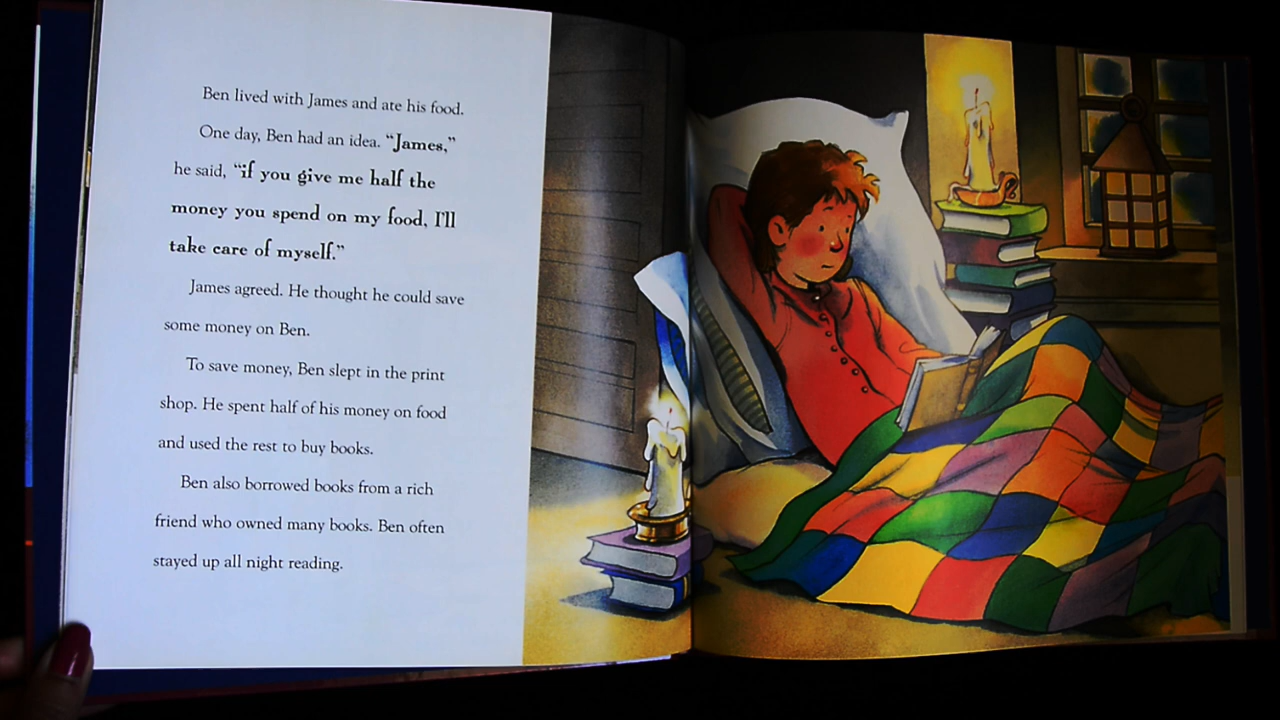 Ben lived with James and ate his food.
One day, Ben had an idea. “James,”
he said, “if you give me half the
money you spend on my food, I’ll
take care of myself.”
James agreed. He thought he could save
some money on Ben.
To save money, Ben slept in the print
shop. He spent half of his money on food
and used the rest to buy books.
Ben also borrowed books from a rich
friend who owned many books. Ben often
stayed up all night reading.